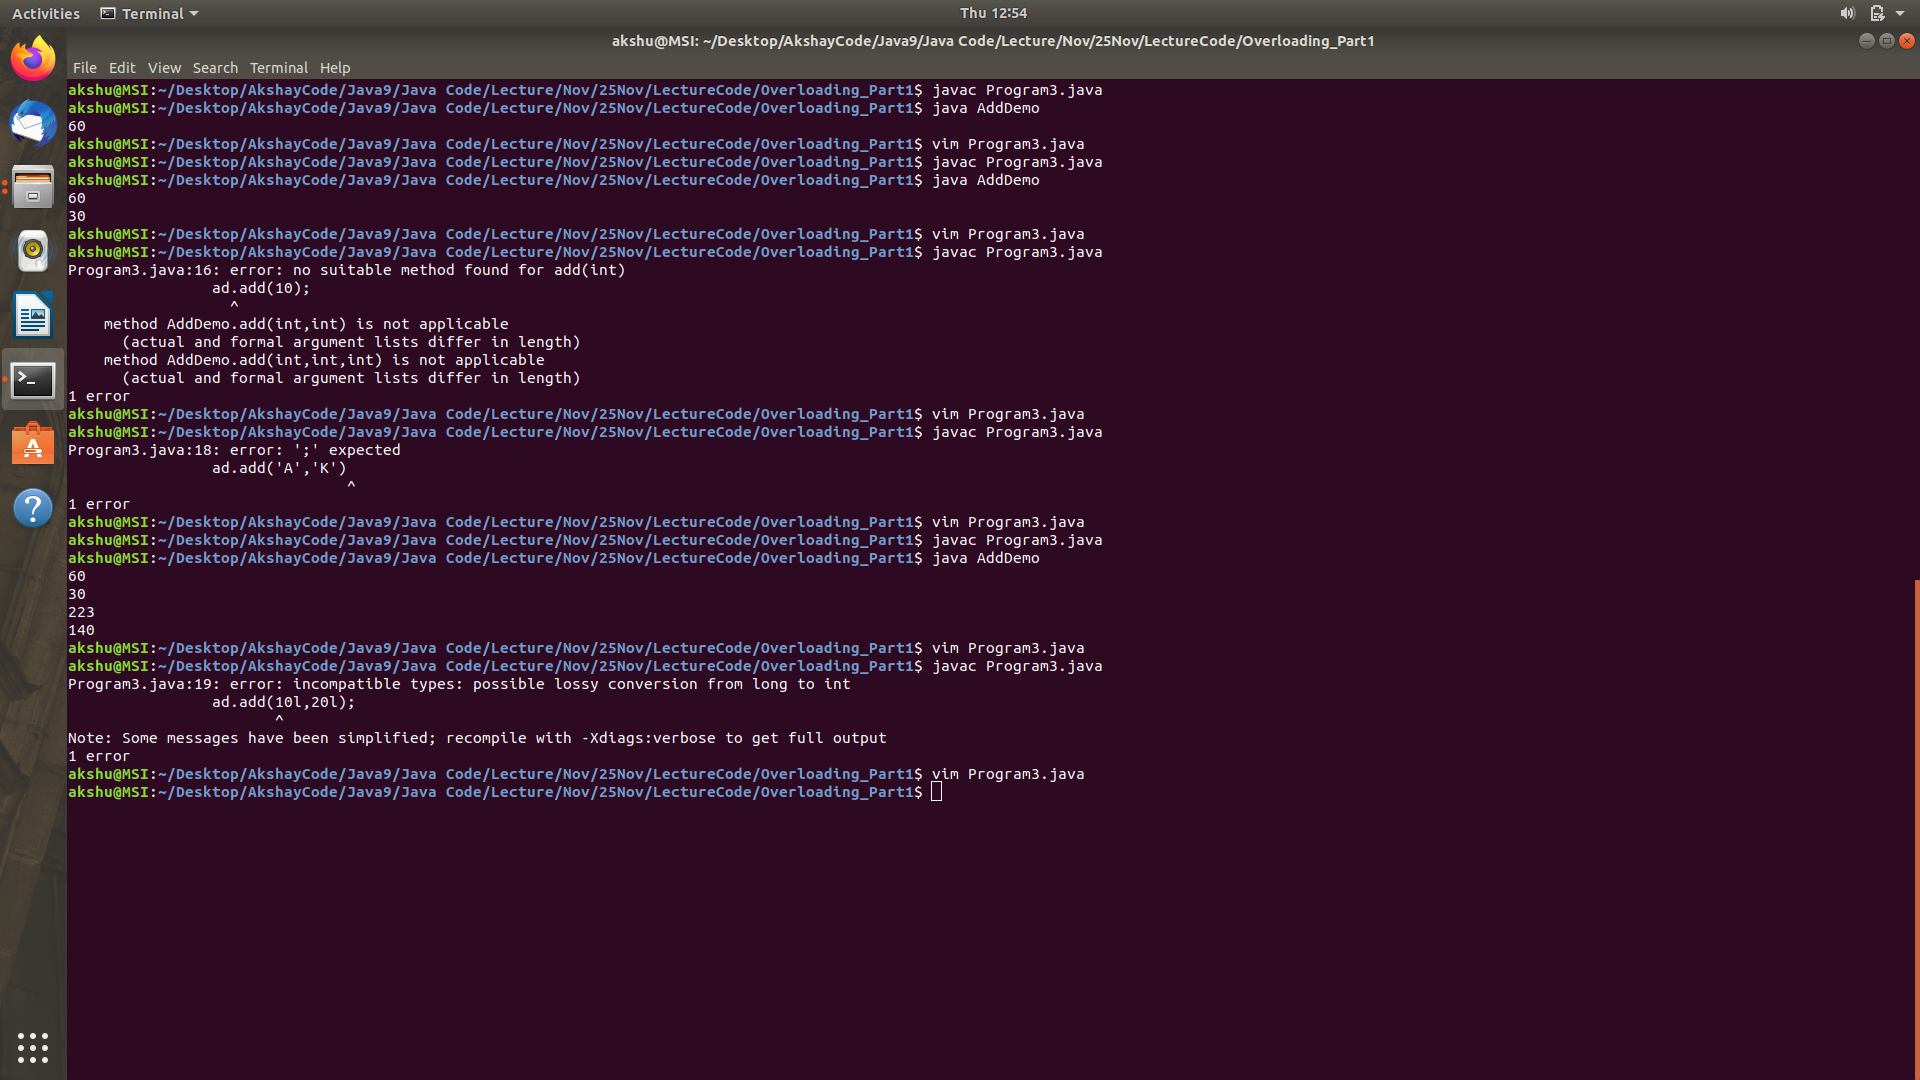 Activities Terminal Thu 12:54
akshu@MSI: ~/Desktop/AkshayCode/Java9/Java Code/Lecture/Nov/25Nov/LectureCode/Overloading_Part1
File Edit View Search Terminal Help
akshu@MSI:~/Desktop/AkshayCode/Java9/Java Code/Lecture/Nov/25Nov/LectureCode/Overloading_Part1$ javac Program3.java
akshu@MSI:~/Desktop/AkshayCode/Java9/Java Code/Lecture/Nov/25Nov/LectureCode/Overloading_Part1$ java AddDemo
60
akshu@MSI:~/Desktop/AkshayCode/Java9/Java Code/Lecture/Nov/25Nov/LectureCode/Overloading_Part1$ vim Program3.java
akshu@MSI:~/Desktop/AkshayCode/Java9/Java Code/Lecture/Nov/25Nov/LectureCode/Overloading_Part1$ javac Program3.java
akshu@MSI:~/Desktop/AkshayCode/Java9/Java Code/Lecture/Nov/25Nov/LectureCode/Overloading_Part1$ java AddDemo
60
30
akshu@MSI:~/Desktop/AkshayCode/Java9/Java Code/Lecture/Nov/25Nov/LectureCode/Overloading_Part1$ vim Program3.java
akshu@MSI:~/Desktop/AkshayCode/Java9/Java Code/Lecture/Nov/25Nov/LectureCode/Overloading_Part1$ javac Program3.java
Program3.java:16: error: no suitable method found for add(int)
                ad.add(10);
                  ^
    method AddDemo.add(int,int) is not applicable
      (actual and formal argument lists differ in length)
    method AddDemo.add(int,int,int) is not applicable
      (actual and formal argument lists differ in length)
1 error
akshu@MSI:~/Desktop/AkshayCode/Java9/Java Code/Lecture/Nov/25Nov/LectureCode/Overloading_Part1$ vim Program3.java
akshu@MSI:~/Desktop/AkshayCode/Java9/Java Code/Lecture/Nov/25Nov/LectureCode/Overloading_Part1$ javac Program3.java
Program3.java:18: error: ';' expected
                ad.add('A','K')
                               ^
1 error
akshu@MSI:~/Desktop/AkshayCode/Java9/Java Code/Lecture/Nov/25Nov/LectureCode/Overloading_Part1$ vim Program3.java
akshu@MSI:~/Desktop/AkshayCode/Java9/Java Code/Lecture/Nov/25Nov/LectureCode/Overloading_Part1$ javac Program3.java
akshu@MSI:~/Desktop/AkshayCode/Java9/Java Code/Lecture/Nov/25Nov/LectureCode/Overloading_Part1$ java AddDemo
60
30
223
140
akshu@MSI:~/Desktop/AkshayCode/Java9/Java Code/Lecture/Nov/25Nov/LectureCode/Overloading_Part1$ vim Program3.java
akshu@MSI:~/Desktop/AkshayCode/Java9/Java Code/Lecture/Nov/25Nov/LectureCode/Overloading_Part1$ javac Program3.java
Program3.java:19: error: incompatible types: possible lossy conversion from long to int
                ad.add(10l,20l);
                       ^
Note: Some messages have been simplified; recompile with -Xdiags:verbose to get full output
1 error
akshu@MSI:~/Desktop/AkshayCode/Java9/Java Code/Lecture/Nov/25Nov/LectureCode/Overloading_Part1$ vim Program3.java
akshu@MSI:~/Desktop/AkshayCode/Java9/Java Code/Lecture/Nov/25Nov/LectureCode/Overloading_Part1$